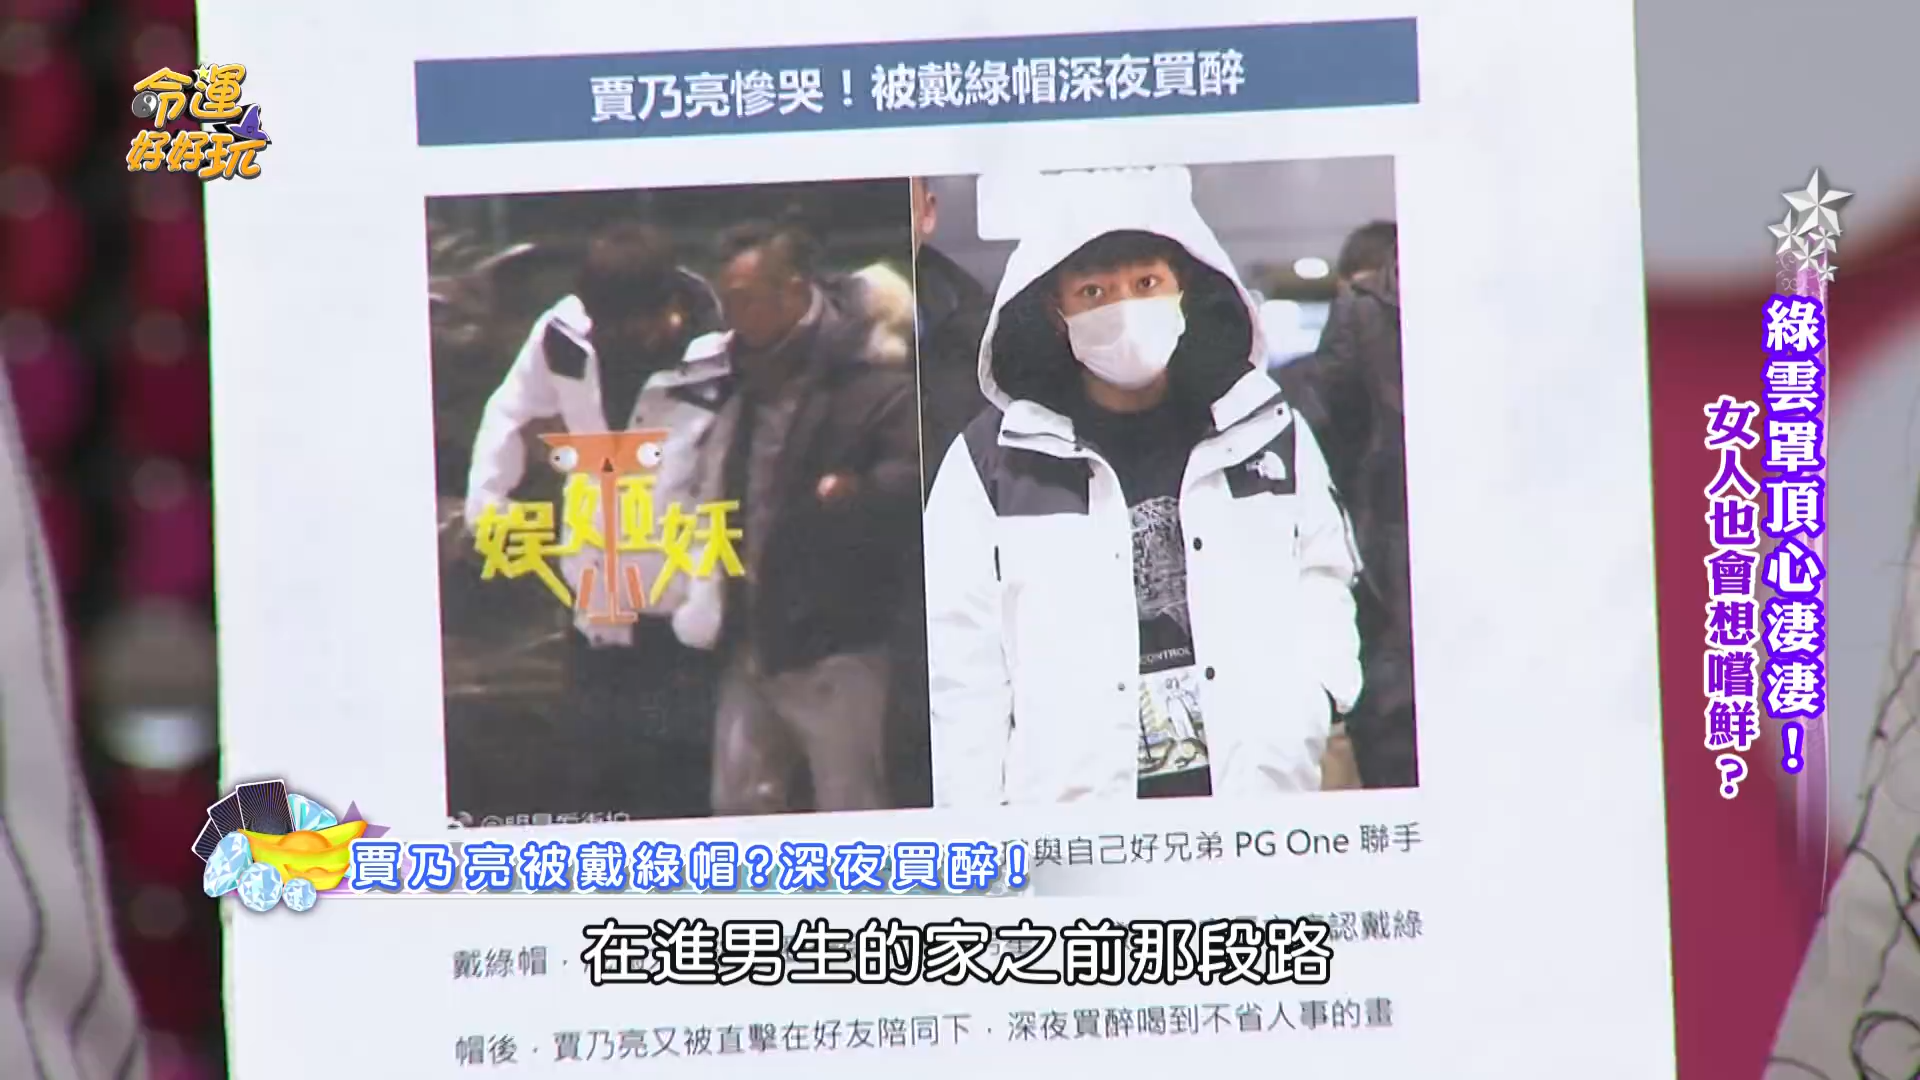 命運
好好玩
賈乃亮慘哭！被戴綠帽深夜買醉
娱姬妖
CONTROL
綠雲罩頂心淒淒！
女人也會想嚐鮮？
與自己好兄弟 PG One 聯手
賈乃亮被戴綠帽?深夜買醉!
戴綠帽，
認戴綠
在進男生的家之前那段路
帽後，賈乃亮又被直擊在好友陪同下，深夜買醉喝到不省人事的畫